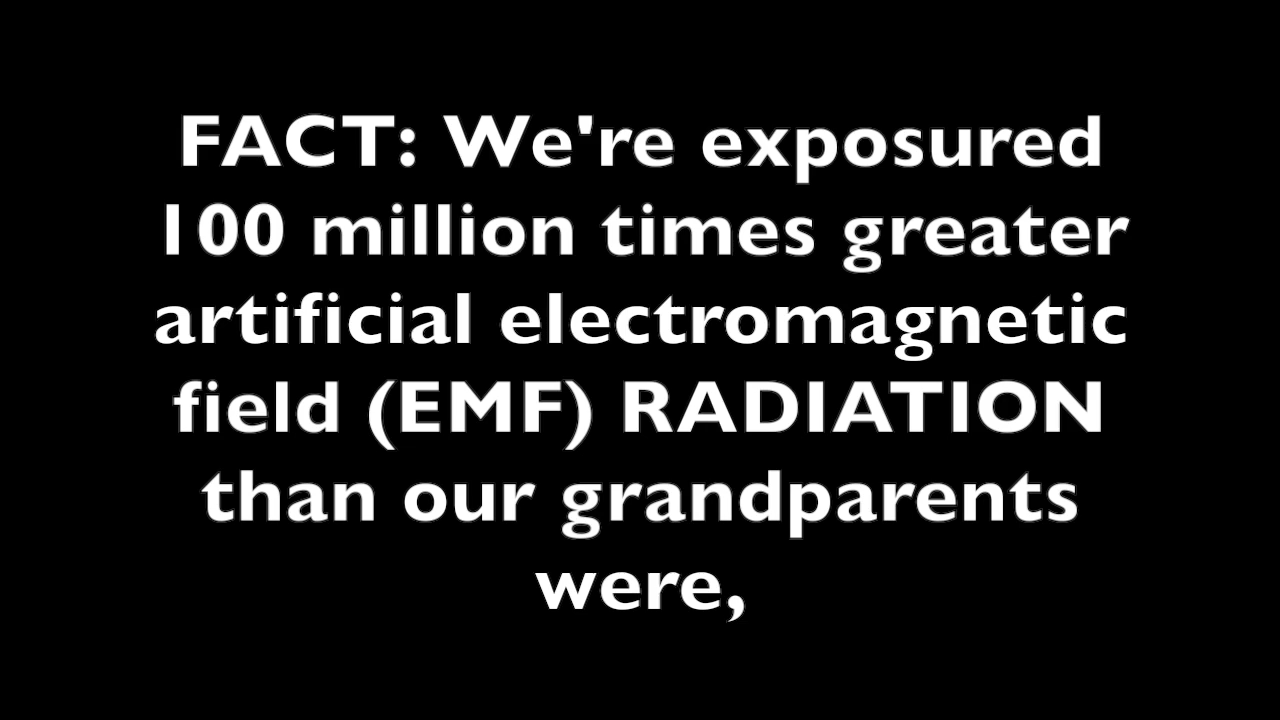 FACT: We're exposured
100 million times greater
artificial electromagnetic
field (EMF) RADIATION
than our grandparents
were,